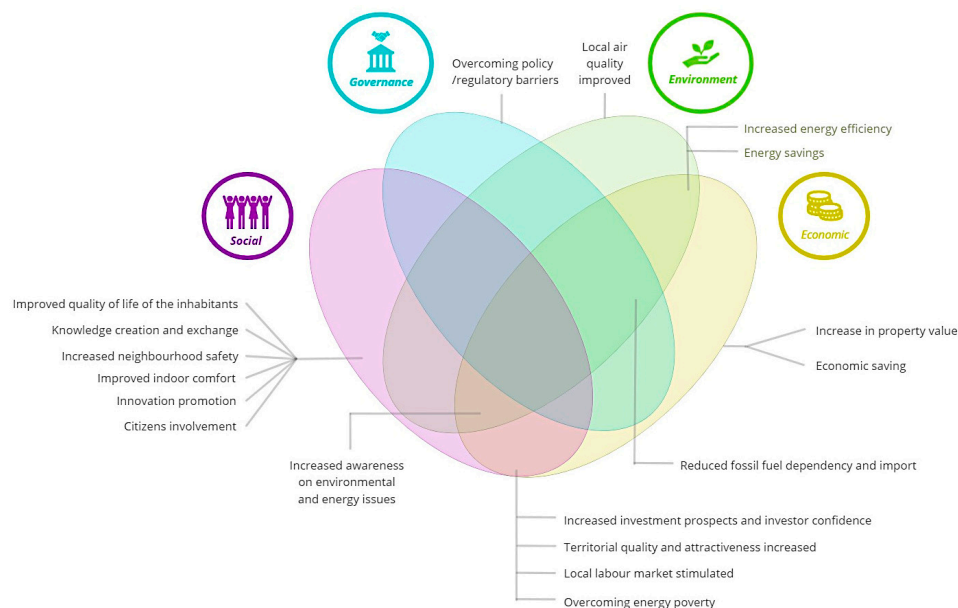 Governance
Overcoming policy
/regulatory barriers
Local air
quality
improved
Environment
Increased energy efficiency
Energy savings
Social
Economic
Improved quality of life of the inhabitants
Knowledge creation and exchange
Increased neighbourhood safety
Improved indoor comfort
Innovation promotion
Citizens involvement
Increase in property value
Economic saving
Increased awareness
on environmental
and energy issues
Reduced fossil fuel dependency and import
Increased investment prospects and investor confidence
Territorial quality and attractiveness increased
Local labour market stimulated
Overcoming energy poverty